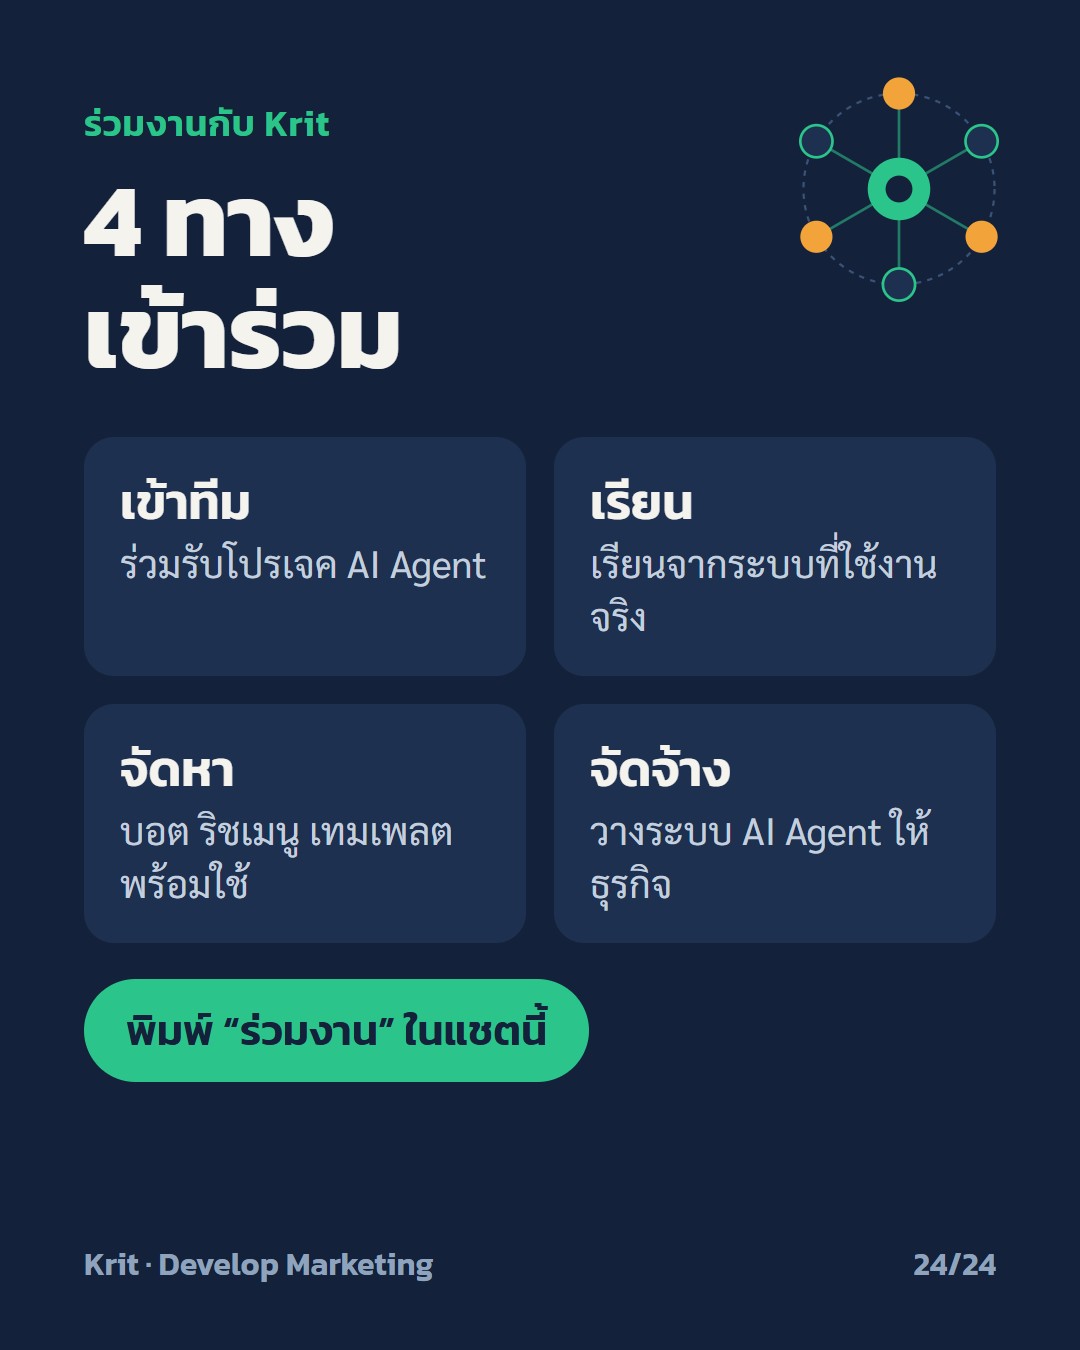 ร่วมงานกับ Krit
4 ทาง
เข้าร่วม
เข้าทีม
ร่วมรับโปรเจค AI Agent
เรียน
เรียนจากระบบที่ใช้งาน
จริง
จัดหา
บอต ริชเมนู เทมเพลต
พร้อมใช้
จัดจ้าง
วางระบบ AI Agent ให้
ธุรกิจ
พิมพ์ “ร่วมงาน” ในแชตนี้
Krit · Develop Marketing
24/24